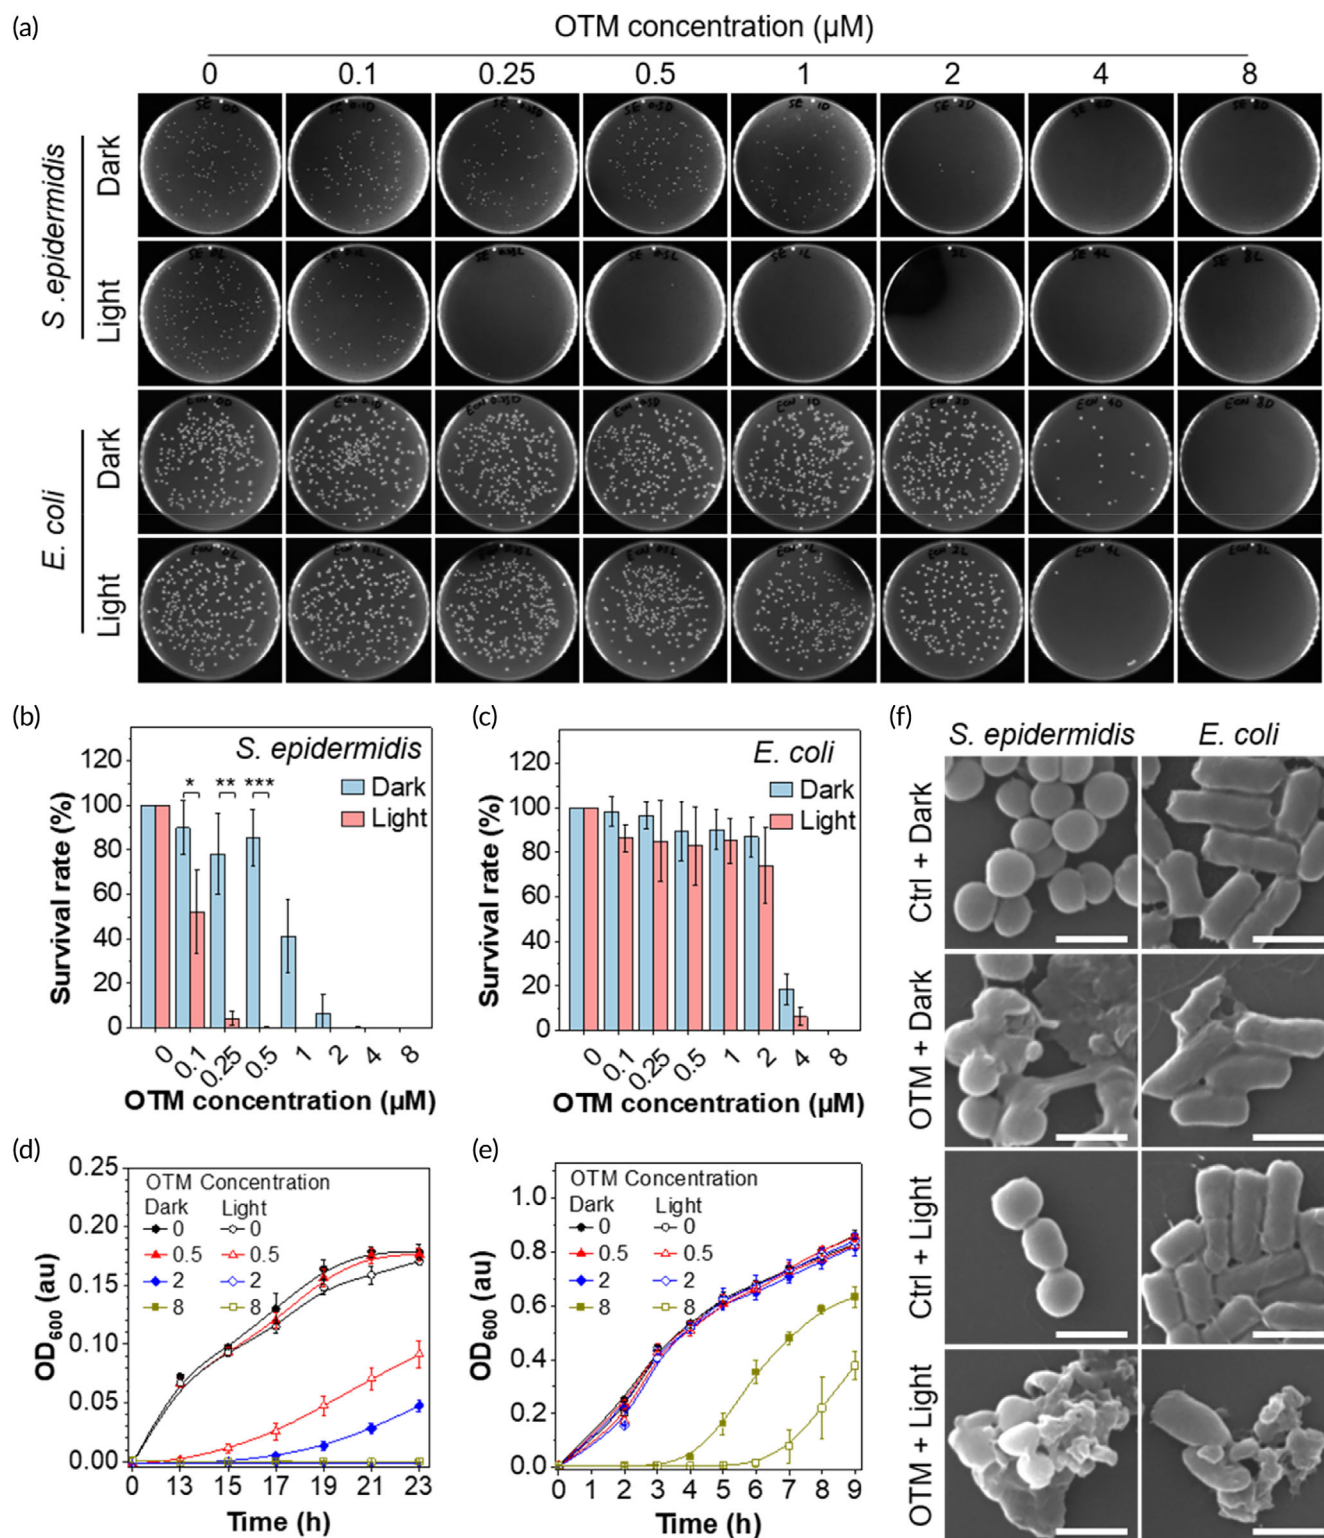 (a)
OTM concentration (μM)
0 0.1 0.25 0.5 1 2 4 8
S .epidermidis
Dark
Light
E. coli
Dark
Light
(b)
S. epidermidis
Dark
Light
* ** ***
Survival rate (%)
120
100
80
60
40
20
0
0 0.1 0.25 0.5 1 2 4 8
OTM concentration (μM)
(c)
E. coli
Dark
Light
Survival rate (%)
120
100
80
60
40
20
0
0 0.1 0.25 0.5 1 2 4 8
OTM concentration (μM)
(d)
OTM Concentration
Dark Light
0 0
0.5 0.5
2 2
8 8
OD600 (au)
0.25
0.20
0.15
0.10
0.05
0.00
0 13 15 17 19 21 23
Time (h)
(e)
OTM Concentration
Dark Light
0 0
0.5 0.5
2 2
8 8
OD600 (au)
1.0
0.8
0.6
0.4
0.2
0.0
0 1 2 3 4 5 6 7 8 9
Time (h)
(f)
S. epidermidis E. coli
Ctrl + Dark
OTM + Dark
Ctrl + Light
OTM + Light